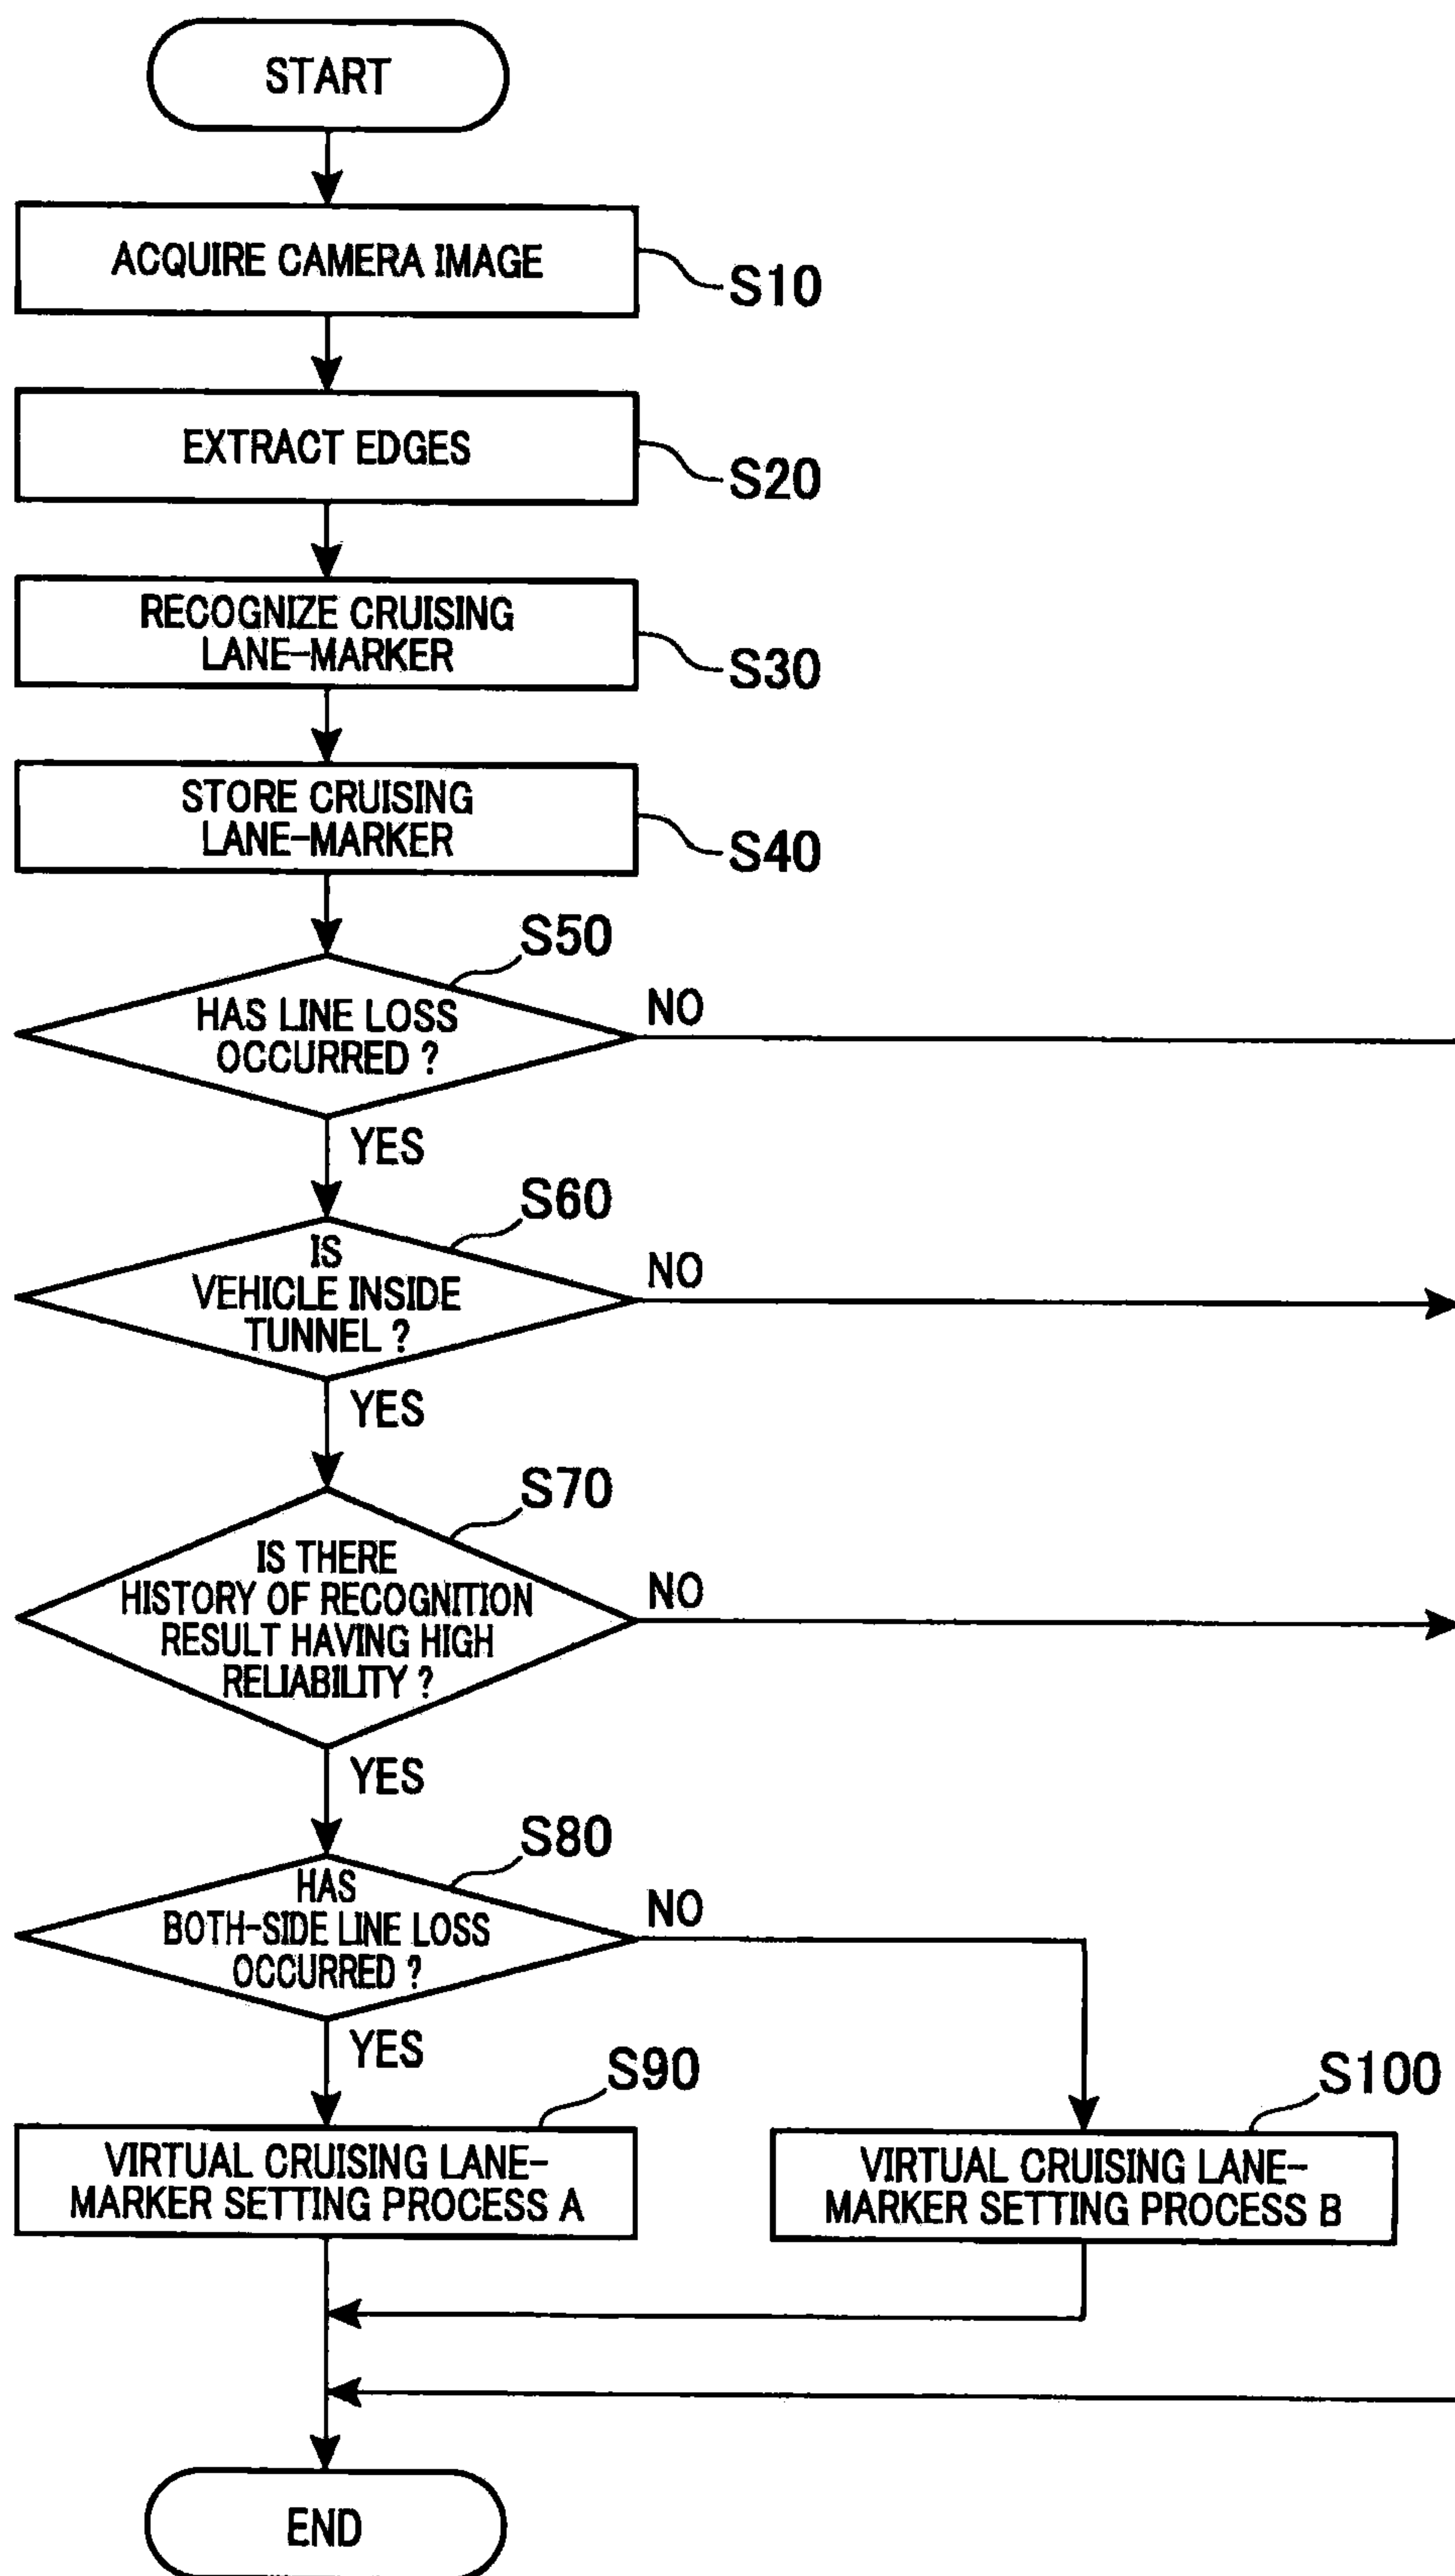 START
ACQUIRE CAMERA IMAGE
S10
EXTRACT EDGES
S20
RECOGNIZE CRUISING
LANE-MARKER
S30
STORE CRUISING
LANE-MARKER
S40
S50
HAS LINE LOSS
OCCURRED ?
NO
YES
S60
IS
VEHICLE INSIDE
TUNNEL ?
NO
YES
S70
IS THERE
HISTORY OF RECOGNITION
RESULT HAVING HIGH
RELIABILITY ?
NO
YES
S80
HAS
BOTH-SIDE LINE LOSS
OCCURRED ?
NO
YES
S90
VIRTUAL CRUISING LANE-
MARKER SETTING PROCESS A
S100
VIRTUAL CRUISING LANE-
MARKER SETTING PROCESS B
END